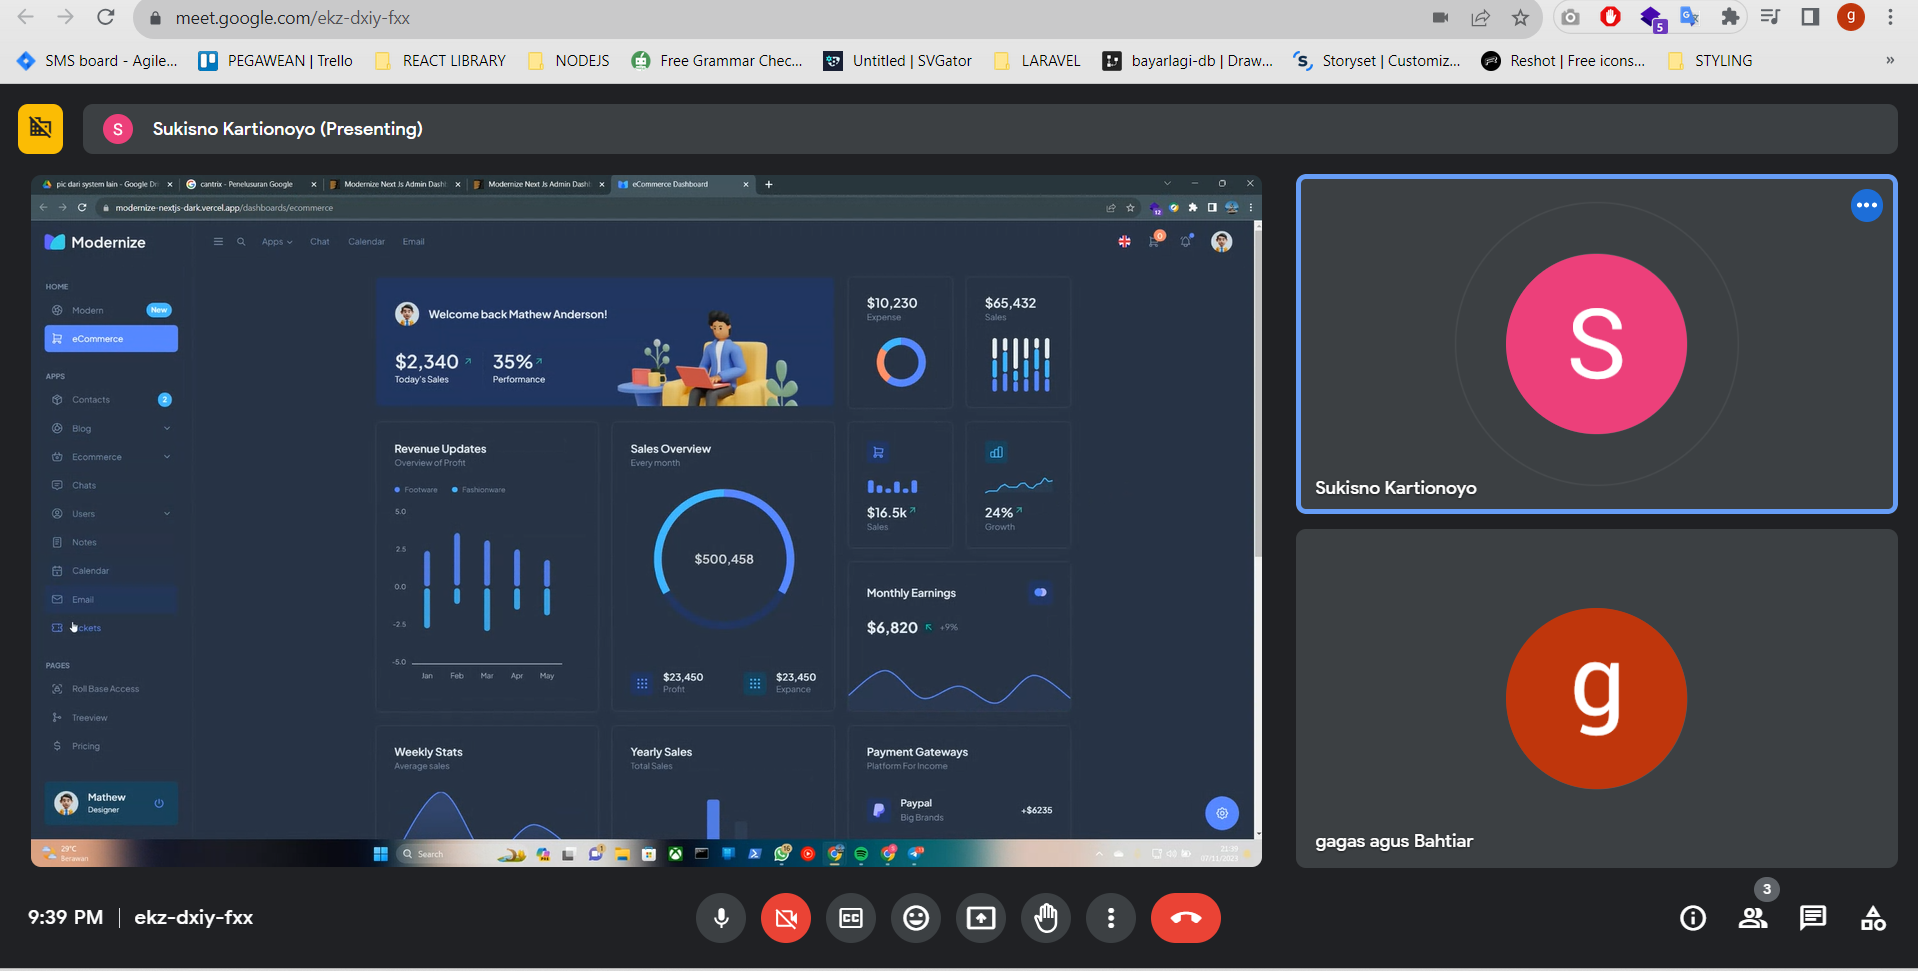 meet.google.com/ekz-dxiy-fxx
g
5
SMS board - Agile...
PEGAWEAN | Trello
REACT LIBRARY
NODEJS
Free Grammar Chec...
Untitled | SVGator
LARAVEL
bayarlagi-db | Draw...
Storyset | Customiz...
Reshot | Free icons...
STYLING
»
S
Sukisno Kartionoyo (Presenting)
pic dari system lain - Google Dr
cantrix - Penelusuran Google
Modernize Next Js Admin Dash
Modernize Next Js Admin Dash
eCommerce Dashboard
modernize-nextjs-dark.vercel.app/dashboards/ecommerce
12
Modernize
Apps
Chat
Calendar
Email
0
HOME
Modern
New
eCommerce
APPS
Contacts
2
Blog
Ecommerce
Chats
Users
Notes
Calendar
Email
PAGES
Roll Base Access
Treeview
$ Pricing
Mathew
Designer
Welcome back Mathew Anderson!
$2,340
Today's Sales
35%
Performance
$10,230
Expense
$65,432
Sales
Revenue Updates
Overview of Profit
Footware
Fashionware
5.0
2.5
0.0
-2.5
-5.0
Jan
Feb
Mar
Apr
May
Sales Overview
Every month
$500,458
$23,450
Profit
$23,450
Expance
$16.5k
Sales
24%
Growth
Monthly Earnings
$6,820
+9%
Weekly Stats
Average sales
Yearly Sales
Total Sales
Payment Gateways
Platform For Income
Paypal
Big Brands
+$6235
29°C
Berawan
Search
21:39
07/11/2023
S
Sukisno Kartionoyo
g
gagas agus Bahtiar
9:39 PM
ekz-dxiy-fxx
CC
3